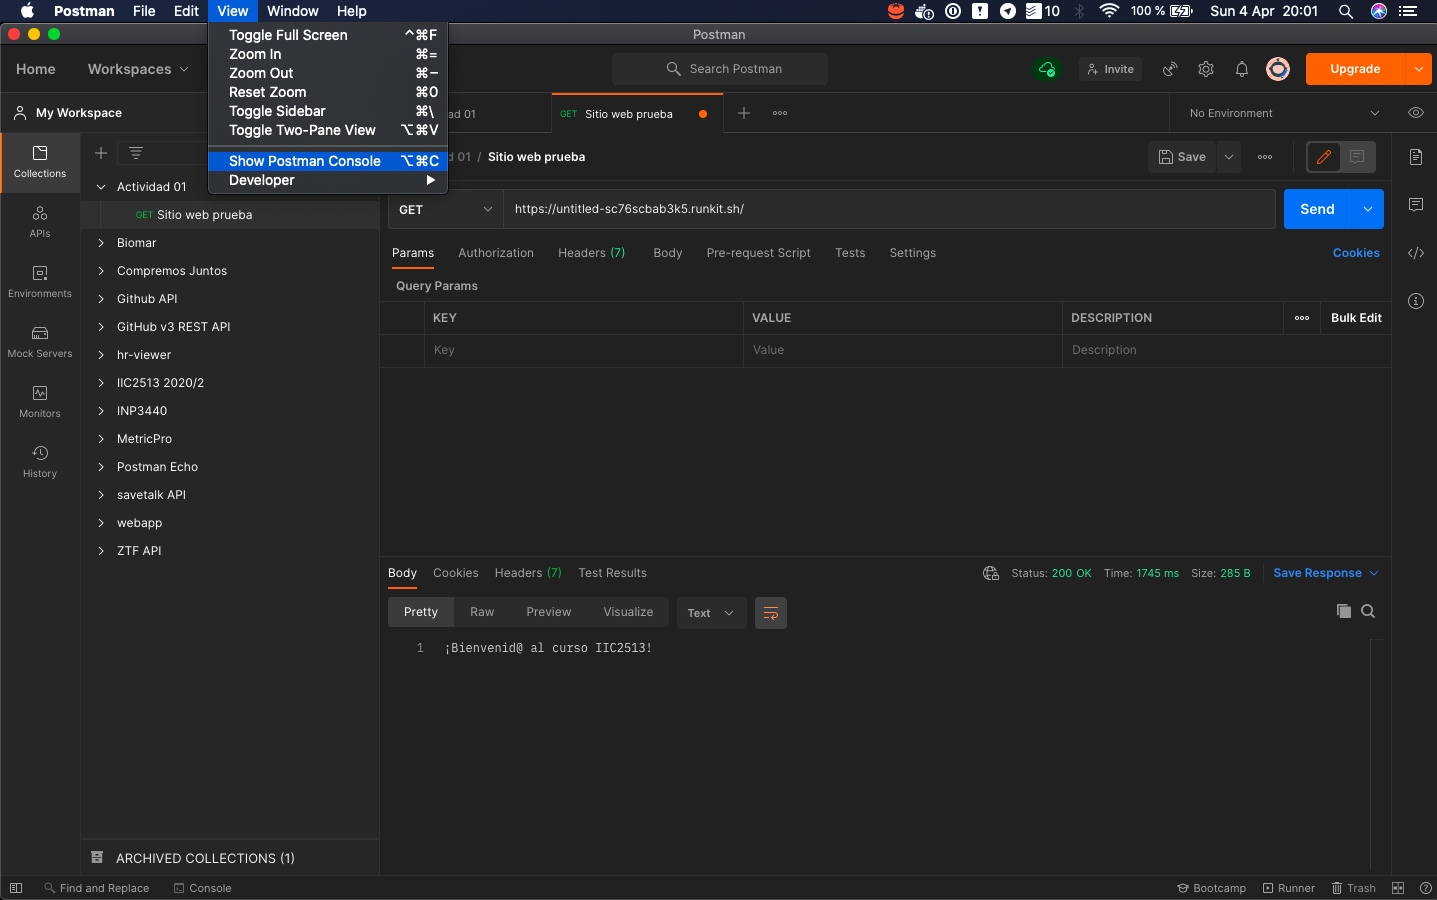 Postman File Edit View Window Help 10 100 % Sun 4 Apr 20:01
Postman
Toggle Full Screen ^⌘F
Zoom In ⌘=
Zoom Out ⌘−
Reset Zoom ⌘0
Toggle Sidebar ⌘\
Toggle Two-Pane View ⌥⌘V
Show Postman Console ⌥⌘C
Developer
Home Workspaces Search Postman Invite Upgrade
My Workspace 01 GET Sitio web prueba No Environment
01 / Sitio web prueba Save
Collections
APIs
Environments
Mock Servers
Monitors
History
Actividad 01
GET Sitio web prueba
Biomar
Compremos Juntos
Github API
GitHub v3 REST API
hr-viewer
IIC2513 2020/2
INP3440
MetricPro
Postman Echo
savetalk API
webapp
ZTF API
ARCHIVED COLLECTIONS (1)
GET https://untitled-sc76scbab3k5.runkit.sh/ Send
Params Authorization Headers (7) Body Pre-request Script Tests Settings Cookies
Query Params
KEY VALUE DESCRIPTION Bulk Edit
Key Value Description
Body Cookies Headers (7) Test Results Status: 200 OK Time: 1745 ms Size: 285 B Save Response
Pretty Raw Preview Visualize Text
1 ¡Bienvenid@ al curso IIC2513!
Find and Replace Console Bootcamp Runner Trash